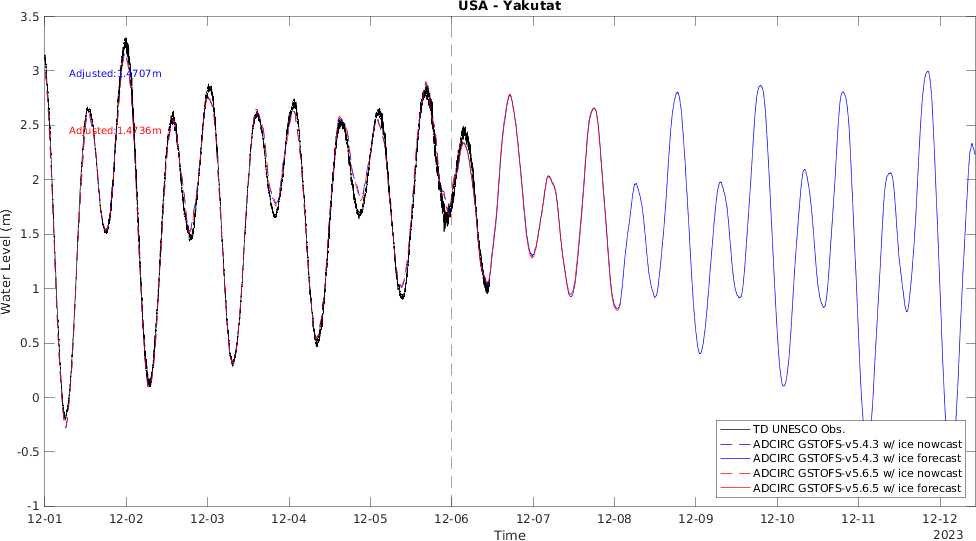 USA - Yakutat
3.5
3
2.5
2
1.5
1
0.5
0
-0.5
-1
Water Level (m)
Adjusted:1.4707m
Adjusted:1.4736m
TD UNESCO Obs.
ADCIRC GSTOFS-v5.4.3 w/ ice nowcast
ADCIRC GSTOFS-v5.4.3 w/ ice forecast
ADCIRC GSTOFS-v5.6.5 w/ ice nowcast
ADCIRC GSTOFS-v5.6.5 w/ ice forecast
12-01 12-02 12-03 12-04 12-05 12-06 12-07 12-08 12-09 12-10 12-11 12-12
Time
2023